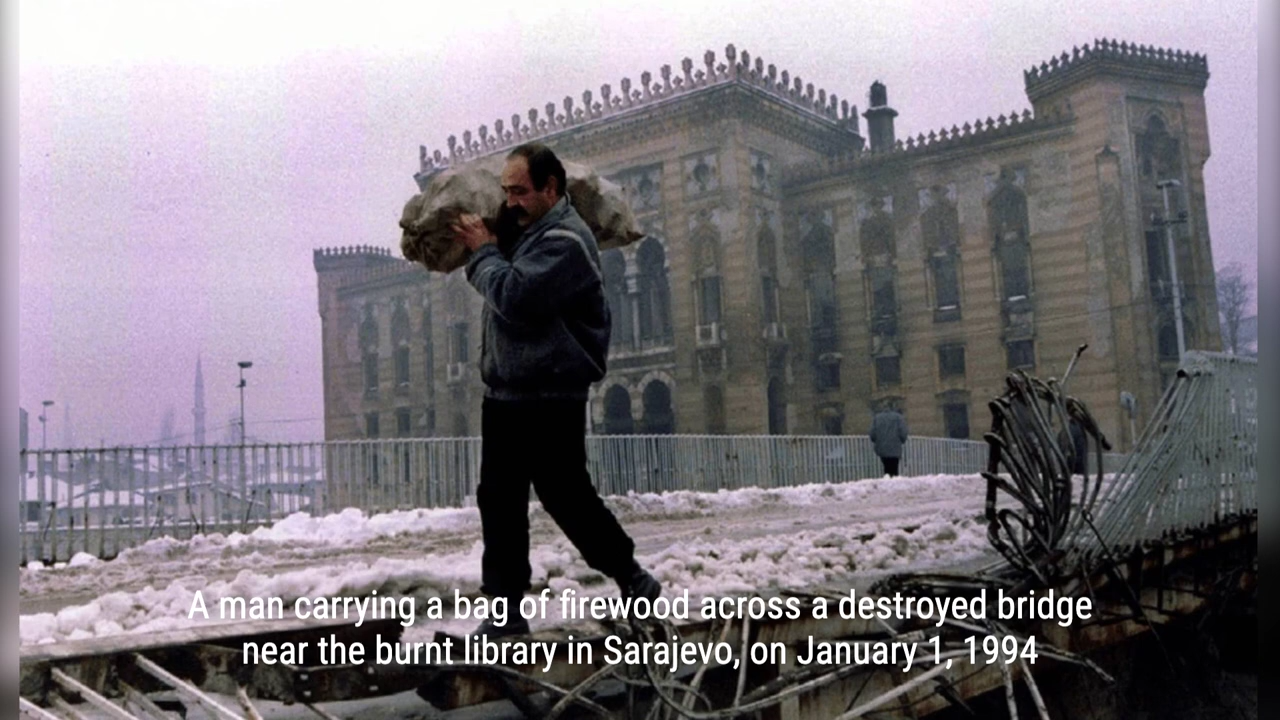 A man carrying a bag of firewood across a destroyed bridge
near the burnt library in Sarajevo, on January 1, 1994